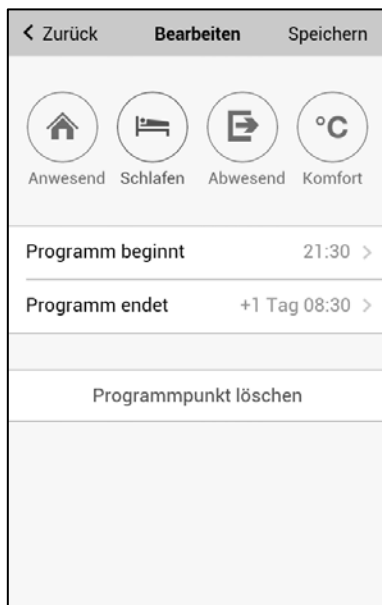 Zurück Bearbeiten Speichern
°C
Anwesend Schlafen Abwesend Komfort
Programm beginnt 21:30
Programm endet +1 Tag 08:30
Programmpunkt löschen